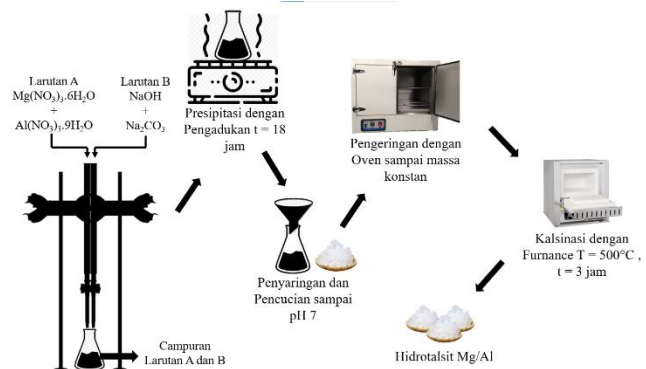 Larutan A
Mg(NO₃)₃.6H₂O
+
Al(NO₃)₃.9H₂O
Larutan B
NaOH
+
Na₂CO₃
Presipitasi dengan
Pengadukan t = 18
jam
Penyaringan dan
Pencucian sampai
pH 7
Pengeringan dengan
Oven sampai massa
konstan
Kalsinasi dengan
Furnance T = 500°C ,
t = 3 jam
Hidrotalsit Mg/Al
Campuran
Larutan A dan B